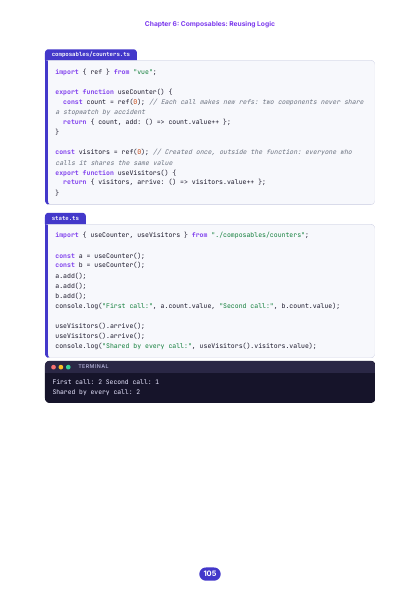 Chapter 6: Composables: Reusing Logic
composables/counters.ts
import { ref } from "vue";
export function useCounter() {
  const count = ref(0); // Each call makes new refs: two components never share
a stopwatch by accident
  return { count, add: () => count.value++ };
}
const visitors = ref(0); // Created once, outside the function: everyone who
calls it shares the same value
export function useVisitors() {
  return { visitors, arrive: () => visitors.value++ };
}
state.ts
import { useCounter, useVisitors } from "./composables/counters";
const a = useCounter();
const b = useCounter();
a.add();
a.add();
b.add();
console.log("First call:", a.count.value, "Second call:", b.count.value);
useVisitors().arrive();
useVisitors().arrive();
console.log("Shared by every call:", useVisitors().visitors.value);
TERMINAL
First call: 2 Second call: 1
Shared by every call: 2
105